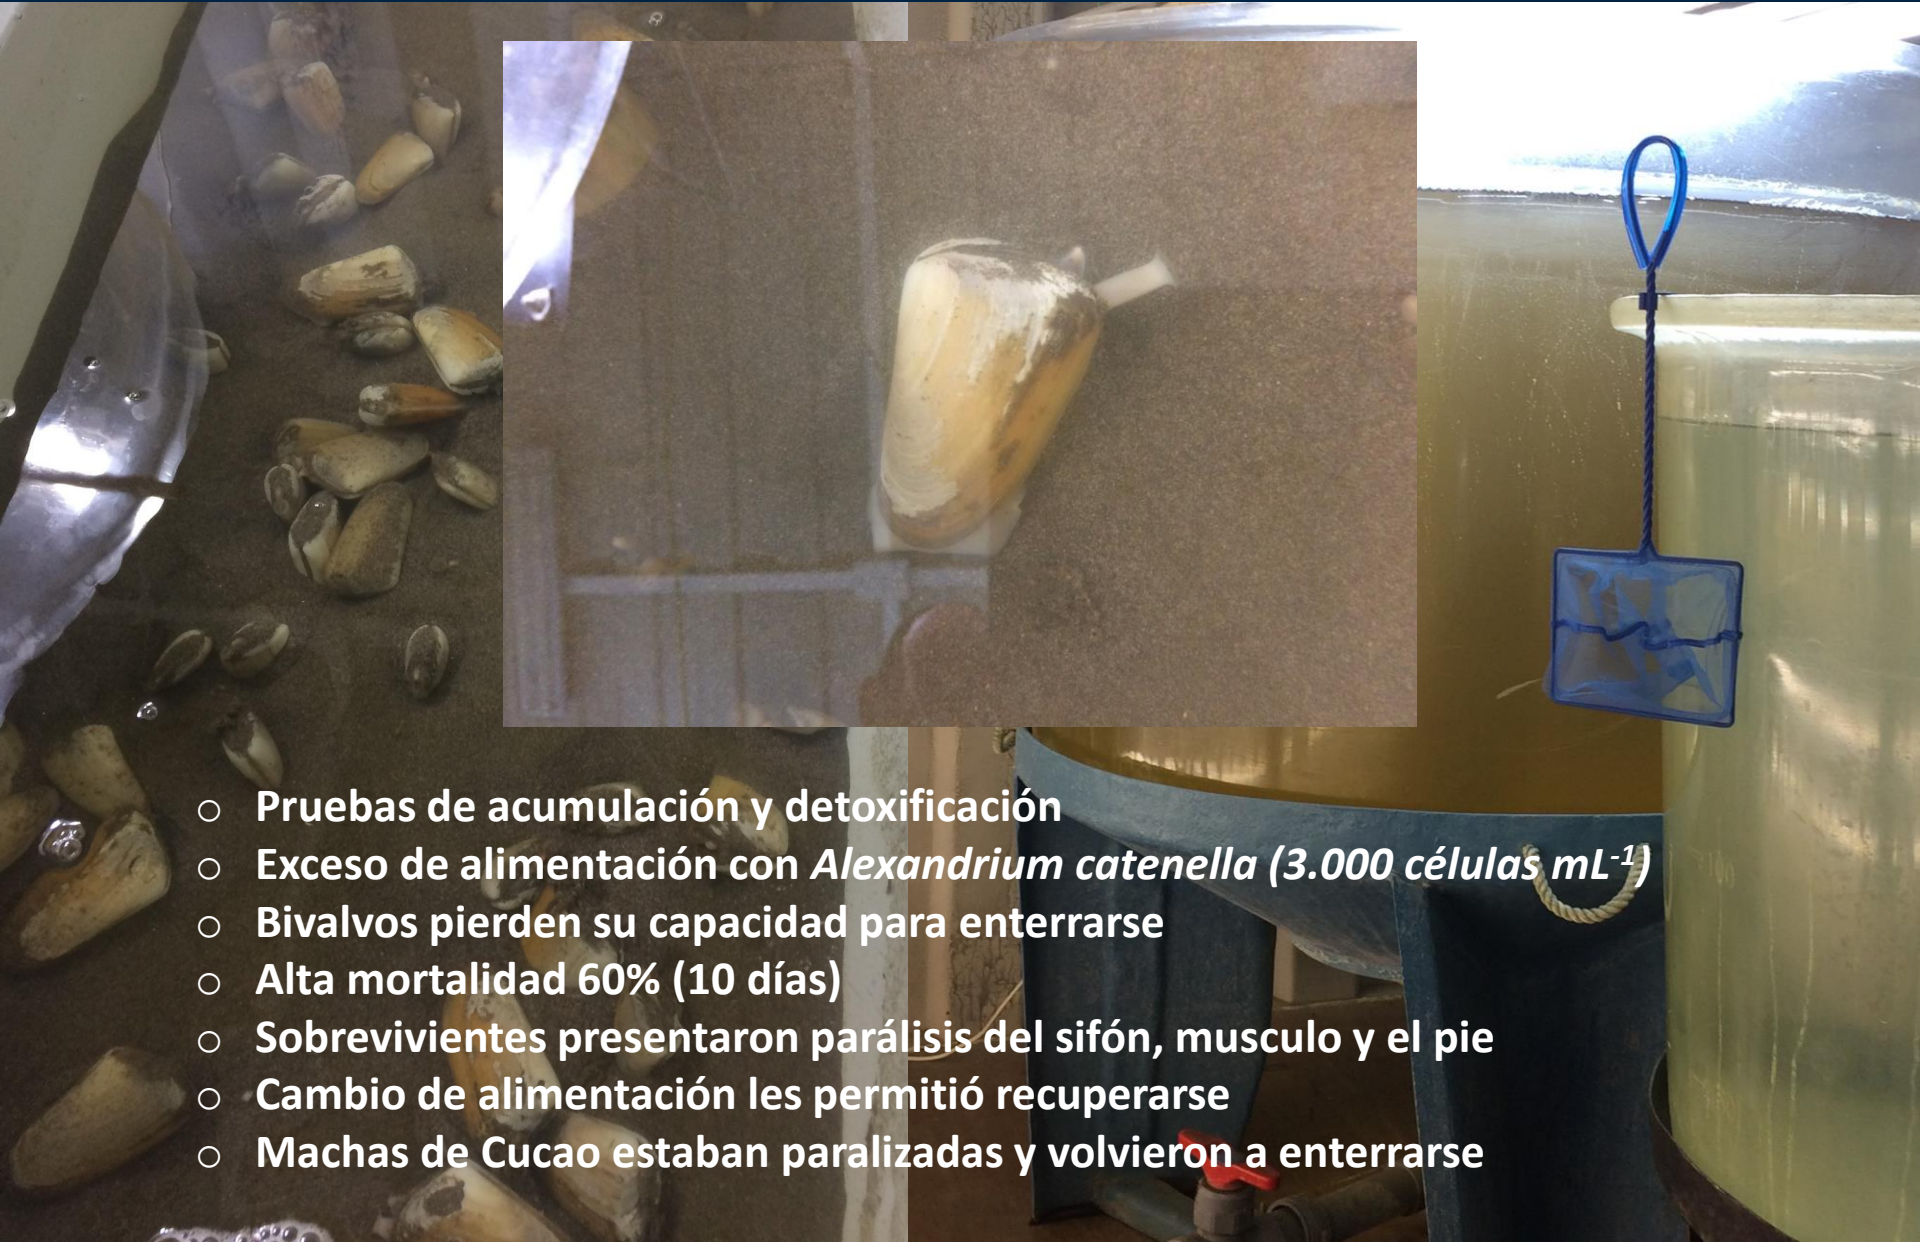 ○ Pruebas de acumulación y detoxificación
○ Exceso de alimentación con Alexandrium catenella (3.000 células mL⁻¹)
○ Bivalvos pierden su capacidad para enterrarse
○ Alta mortalidad 60% (10 días)
○ Sobrevivientes presentaron parálisis del sifón, musculo y el pie
○ Cambio de alimentación les permitió recuperarse
○ Machas de Cucao estaban paralizadas y volvieron a enterrarse